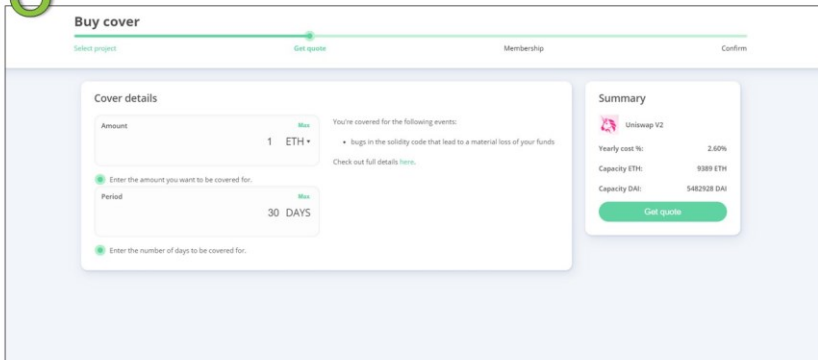 Buy cover
Select project
Get quote
Membership
Confirm
Cover details
Amount
Max
1 ETH
Enter the amount you want to be covered for.
Period
Max
30 DAYS
Enter the number of days to be covered for.
You're covered for the following events:
• bugs in the solidity code that lead to a material loss of your funds
Check out full details here.
Summary
Uniswap V2
Yearly cost %: 2.60%
Capacity ETH: 9389 ETH
Capacity DAI: 5482928 DAI
Get quote